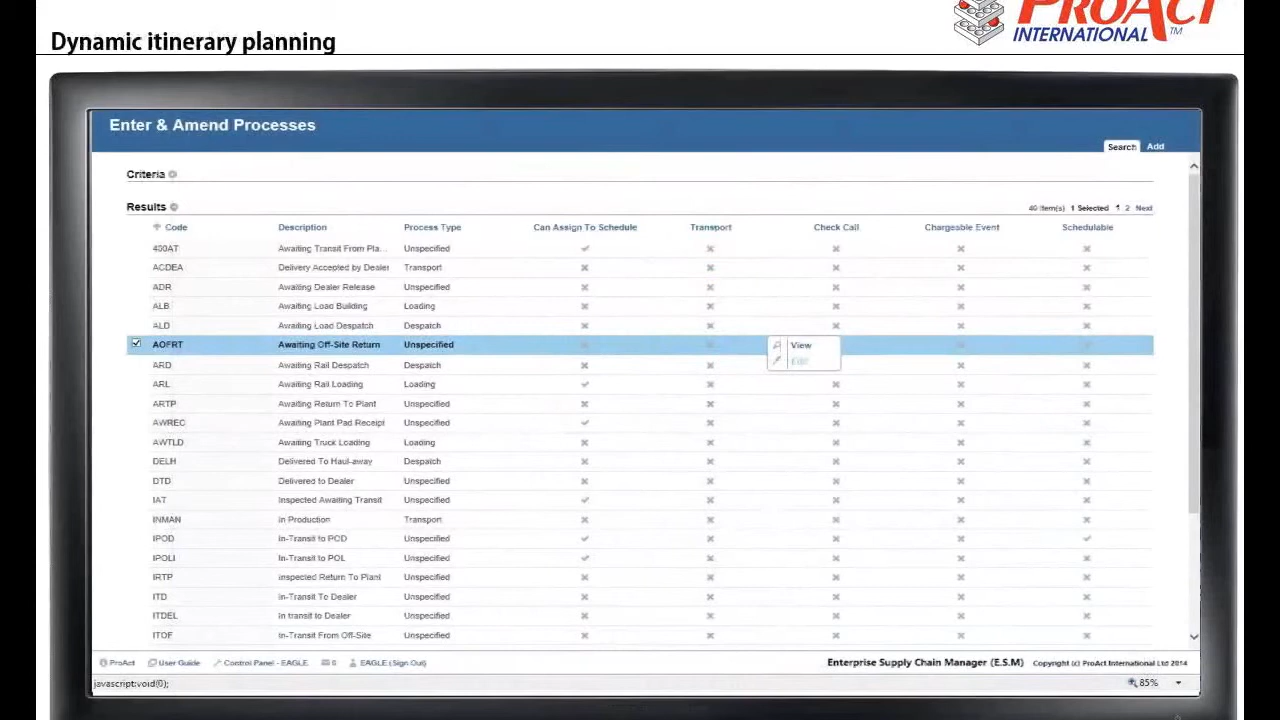 PROACT
INTERNATIONAL TM
Dynamic itinerary planning
Enter & Amend Processes
Search Add
Criteria
Results
40 Item(s) 1 Selected 1 2 Next
Code Description Process Type Can Assign To Schedule Transport Check Call Chargeable Event Schedulable
400AT Awaiting Transit From Pla... Unspecified
ACDEA Delivery Accepted by Dealer Transport
ADR Awaiting Dealer Release Unspecified
ALB Awaiting Load Building Loading
ALD Awaiting Load Despatch Despatch
AOFRT Awaiting Off-Site Return Unspecified View
Edit
ARD Awaiting Rail Despatch Despatch
ARL Awaiting Rail Loading Loading
ARTP Awaiting Return To Plant Unspecified
AWREC Awaiting Plant Pad Receipt Unspecified
AWTLD Awaiting Truck Loading Loading
DELH Delivered To Haul-away Despatch
DTD Delivered to Dealer Unspecified
IAT Inspected Awaiting Transit Unspecified
INMAN In Production Transport
IPOD In-Transit to POD Unspecified
IPOLI In-Transit to POL Unspecified
IRTP Inspected Return To Plant Unspecified
ITD In-Transit To Dealer Unspecified
ITDEL In transit to Dealer Unspecified
ITOF In-Transit From Off-Site Unspecified
ProAct User Guide Control Panel - EAGLE EAGLE (Sign Out) Enterprise Supply Chain Manager (E.S.M) Copyright (c) ProAct International Ltd 2014
javascript:void(0); 85%